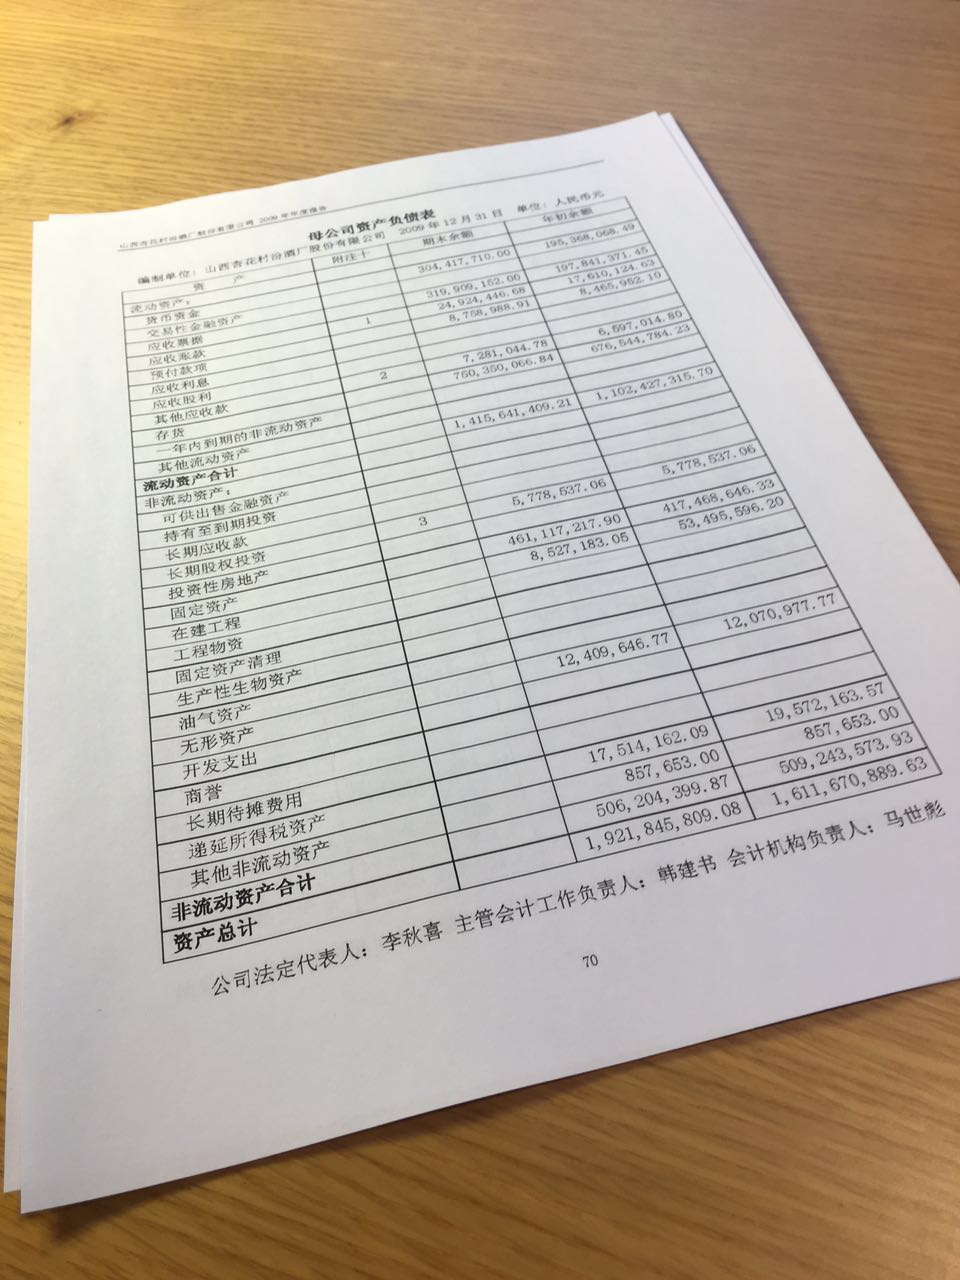 山西杏花村汾酒厂股份有限公司 2009 年年度报告
母公司资产负债表
编制单位：山西杏花村汾酒厂股份有限公司 2009 年 12 月 31 日 单位：人民币元
资 产 附注十 期末余额 年初余额
流动资产：
货币资金 304,417,710.00 195,368,068.49
交易性金融资产
应收票据 319,909,152.00 197,841,371.45
应收账款 1 24,924,446.68 17,610,124.63
预付款项 8,758,988.91 8,465,952.10
应收利息
应收股利
其他应收款 2 7,281,044.78 6,597,014.80
存货 750,350,066.84 676,544,784.23
一年内到期的非流动资产
其他流动资产
流动资产合计 1,415,641,409.21 1,102,427,315.70
非流动资产：
可供出售金融资产
持有至到期投资
长期应收款
长期股权投资 3 5,778,537.06 5,778,537.06
投资性房地产
固定资产 461,117,217.90 417,468,646.33
在建工程 8,527,183.05 53,495,596.20
工程物资
固定资产清理
生产性生物资产
油气资产
无形资产 12,409,646.77 12,070,977.77
开发支出
商誉
长期待摊费用
递延所得税资产 17,514,162.09 19,572,163.57
其他非流动资产 857,653.00 857,653.00
非流动资产合计 506,204,399.87 509,243,573.93
资产总计 1,921,845,809.08 1,611,670,889.63
公司法定代表人：李秋喜 主管会计工作负责人：韩建书 会计机构负责人：马世彪
70